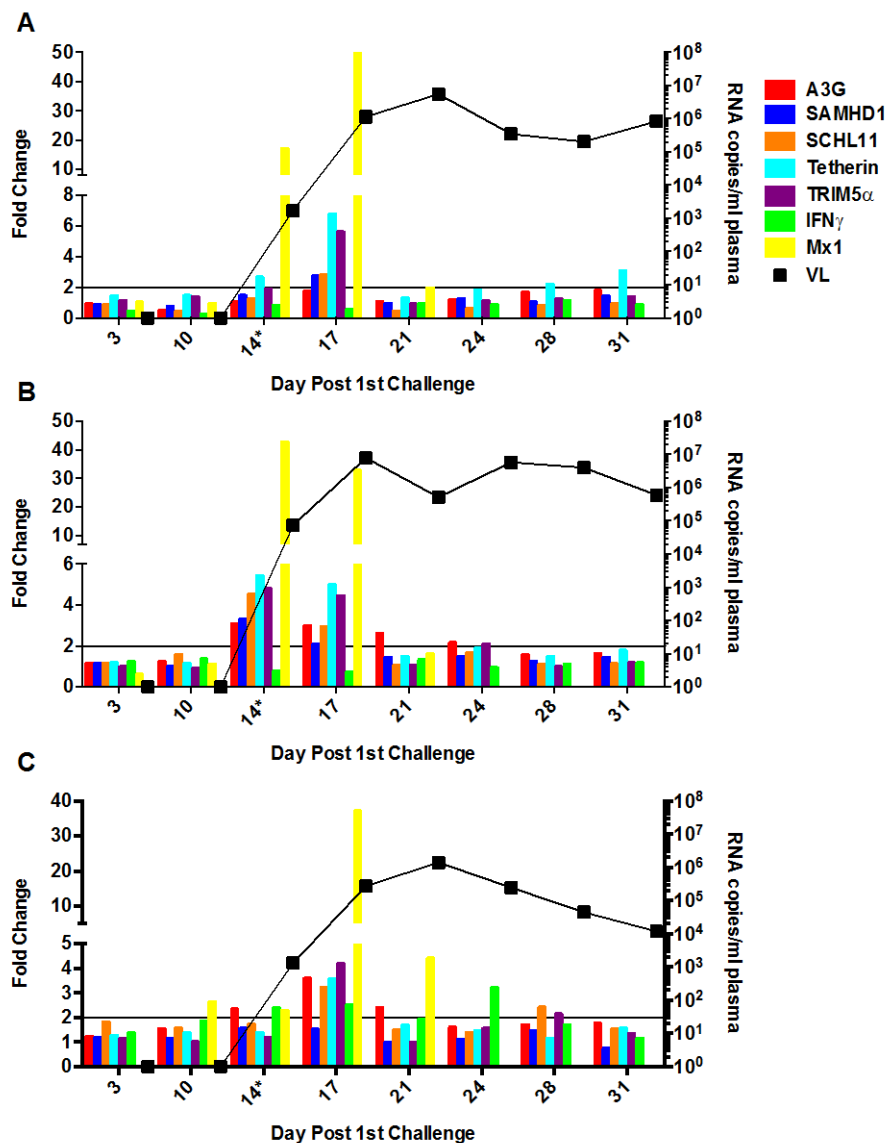 A
50
40
30
20
10
8
6
4
2
0
Fold Change
10⁸
10⁷
10⁶
10⁵
10⁴
10³
10²
10¹
10⁰
RNA copies/ml plasma
3 10 14* 17 21 24 28 31
Day Post 1st Challenge
A3G
SAMHD1
SCHL11
Tetherin
TRIM5α
IFNγ
Mx1
VL
B
50
40
30
20
10
6
4
2
0
Fold Change
10⁸
10⁷
10⁶
10⁵
10⁴
10³
10²
10¹
10⁰
RNA copies/ml plasma
3 10 14* 17 21 24 28 31
Day Post 1st Challenge
C
40
30
20
10
5
4
3
2
1
0
Fold Change
10⁸
10⁷
10⁶
10⁵
10⁴
10³
10²
10¹
10⁰
RNA copies/ml plasma
3 10 14* 17 21 24 28 31
Day Post 1st Challenge